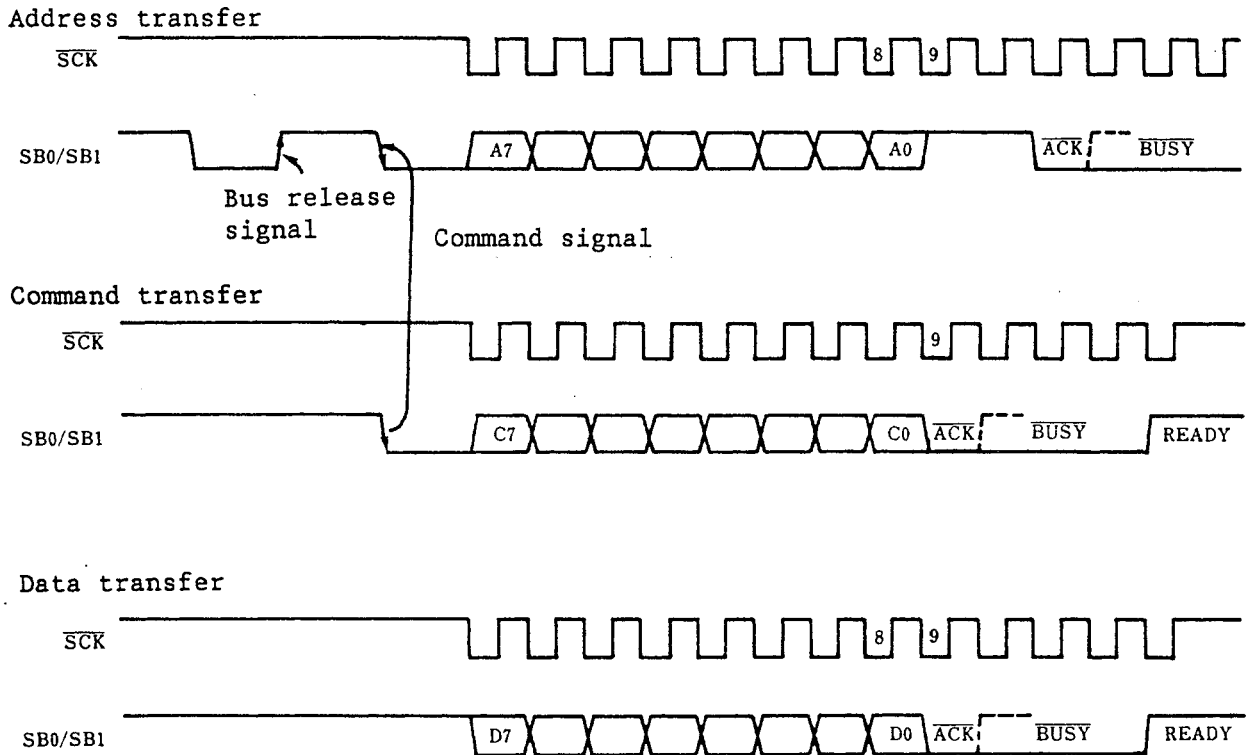 Address transfer
SCK
8 9
SB0/SB1
A7 A0 ACK BUSY
Bus release
signal
Command signal
Command transfer
SCK
9
SB0/SB1
C7 C0 ACK BUSY READY
Data transfer
SCK
8 9
SB0/SB1
D7 D0 ACK BUSY READY